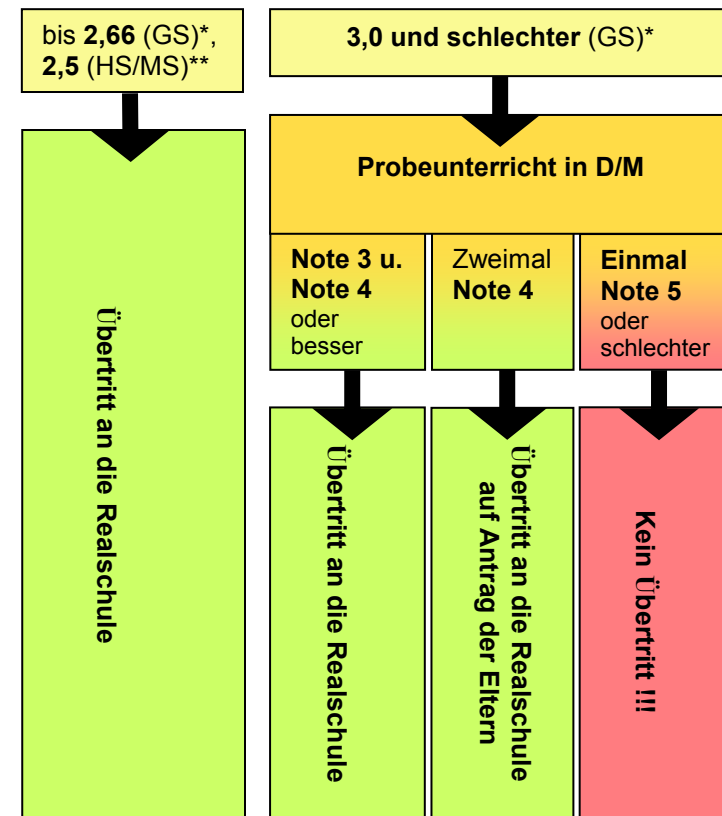 bis 2,66 (GS)*,
2,5 (HS/MS)**
3,0 und schlechter (GS)*
Probeunterricht in D/M
Note 3 u.
Note 4
oder
besser
Zweimal
Note 4
Einmal
Note 5
oder
schlechter
Übertritt an die Realschule
Übertritt an die Realschule
Übertritt an die Realschule
auf Antrag der Eltern
Kein Übertritt !!!